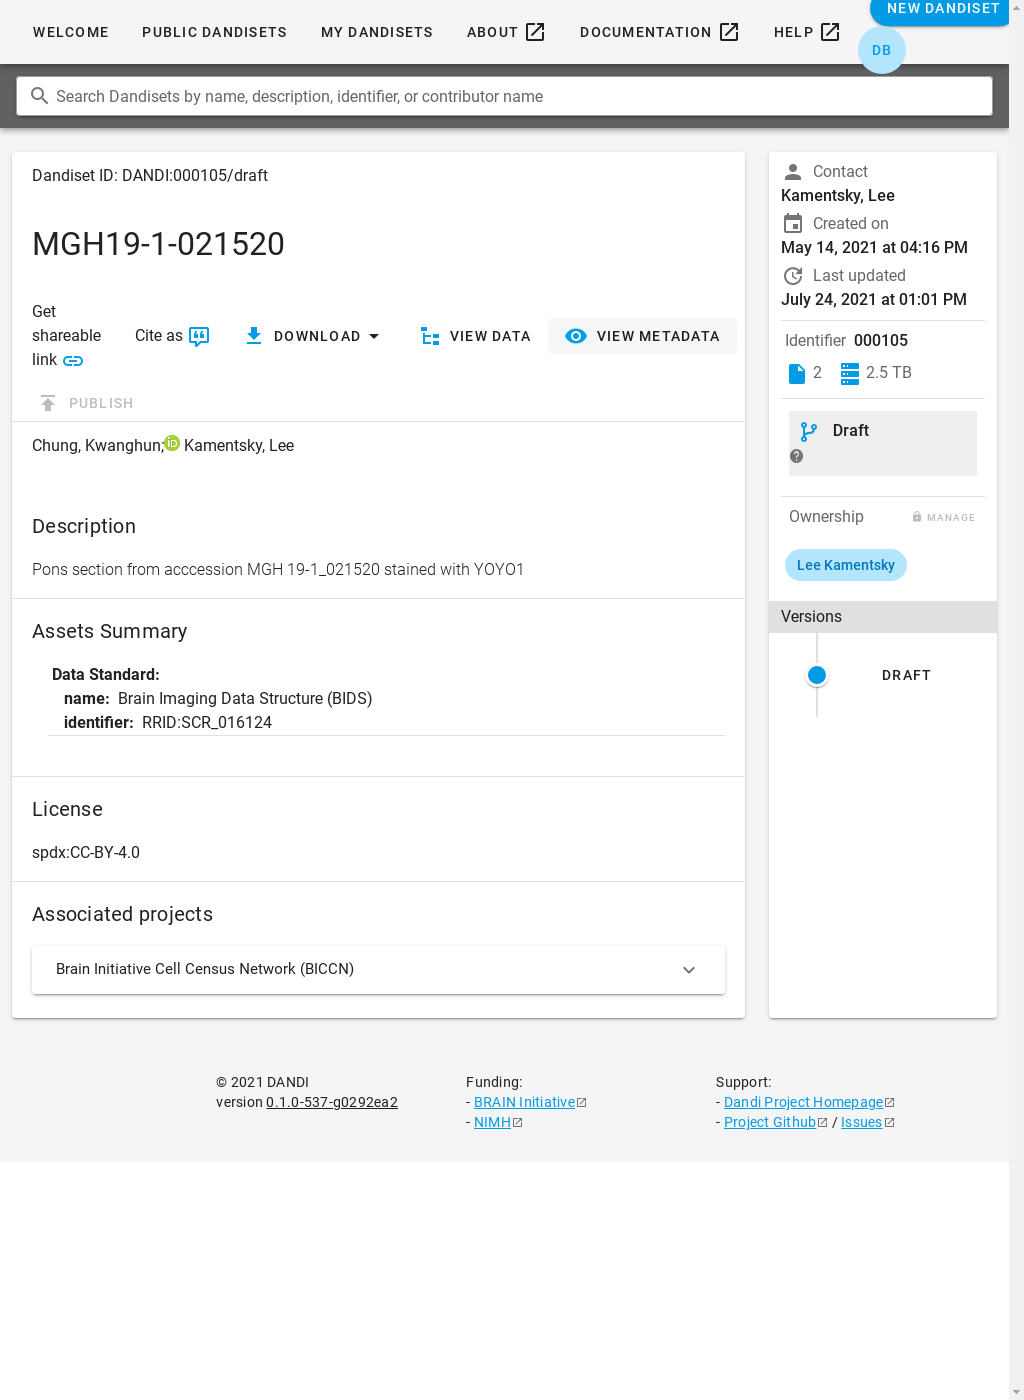 WELCOME PUBLIC DANDISETS MY DANDISETS ABOUT DOCUMENTATION HELP NEW DANDISET
DB
Search Dandisets by name, description, identifier, or contributor name
Dandiset ID: DANDI:000105/draft
MGH19-1-021520
Get shareable link
Cite as
DOWNLOAD
VIEW DATA
VIEW METADATA
PUBLISH
Chung, Kwanghun; iD Kamentsky, Lee
Description
Pons section from acccession MGH 19-1_021520 stained with YOYO1
Assets Summary
Data Standard:
name: Brain Imaging Data Structure (BIDS)
identifier: RRID:SCR_016124
License
spdx:CC-BY-4.0
Associated projects
Brain Initiative Cell Census Network (BICCN)
Contact
Kamentsky, Lee
Created on
May 14, 2021 at 04:16 PM
Last updated
July 24, 2021 at 01:01 PM
Identifier 000105
2 2.5 TB
Draft
Ownership MANAGE
Lee Kamentsky
Versions
DRAFT
© 2021 DANDI
version 0.1.0-537-g0292ea2
Funding:
- BRAIN Initiative
- NIMH
Support:
- Dandi Project Homepage
- Project Github / Issues